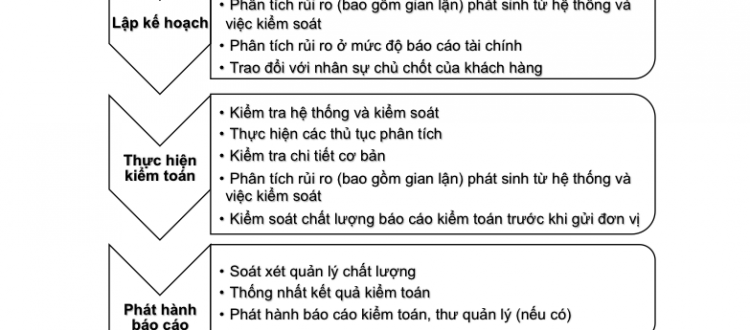 • Phân tích rủi ro (bao gồm gian lận) phát sinh từ hệ thống và
việc kiểm soát
Lập kế hoạch
• Phân tích rủi ro ở mức độ báo cáo tài chính
• Trao đổi với nhân sự chủ chốt của khách hàng
• Kiểm tra hệ thống và kiểm soát
• Thực hiện các thủ tục phân tích
Thực hiện
kiểm toán
• Kiểm tra chi tiết cơ bản
• Phân tích rủi ro (bao gồm gian lận) phát sinh từ hệ thống và
việc kiểm soát
• Kiểm soát chất lượng báo cáo kiểm toán trước khi gửi đơn vị
• Soát xét quản lý chất lượng
• Thống nhất kết quả kiểm toán
Phát hành
báo cáo
• Phát hành báo cáo kiểm toán, thư quản lý (nếu có)